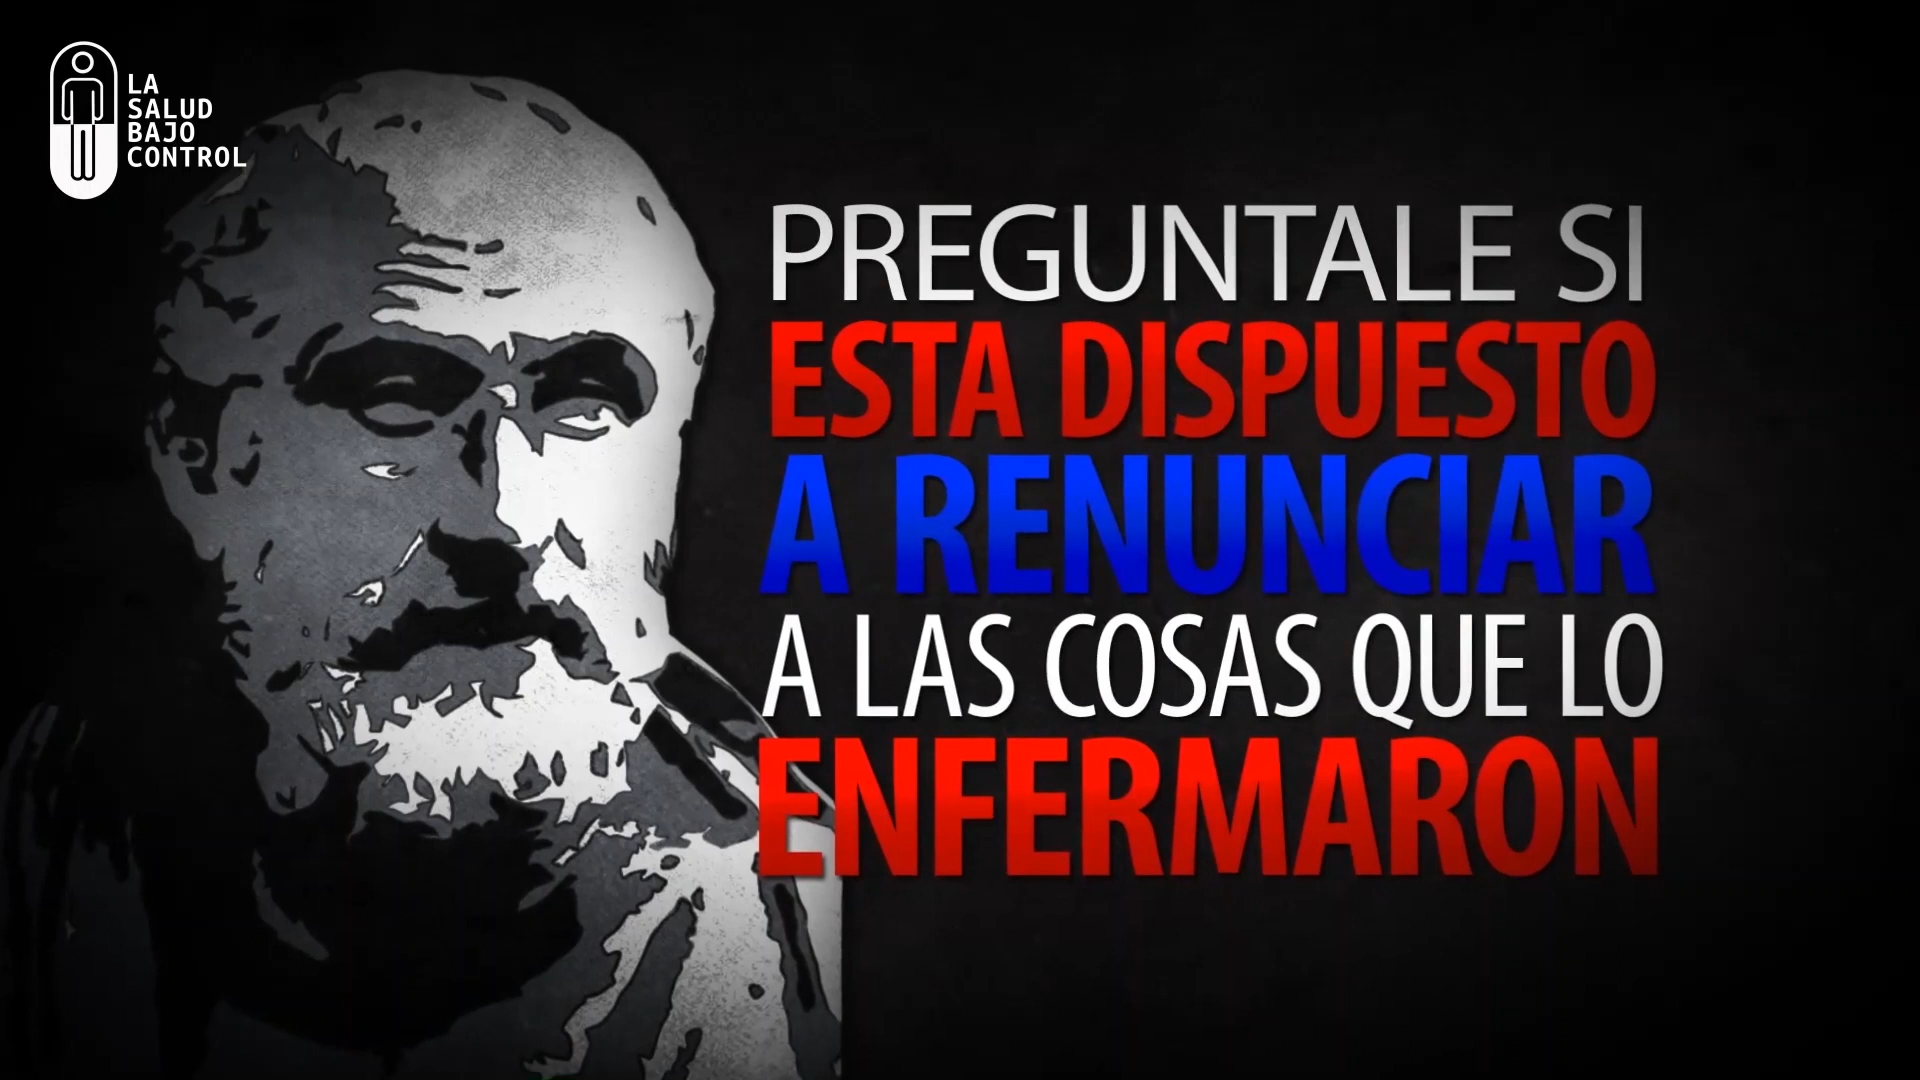 LA
SALUD
BAJO
CONTROL
PREGUNTALE SI
ESTA DISPUESTO
A RENUNCIAR
A LAS COSAS QUE LO
ENFERMARON